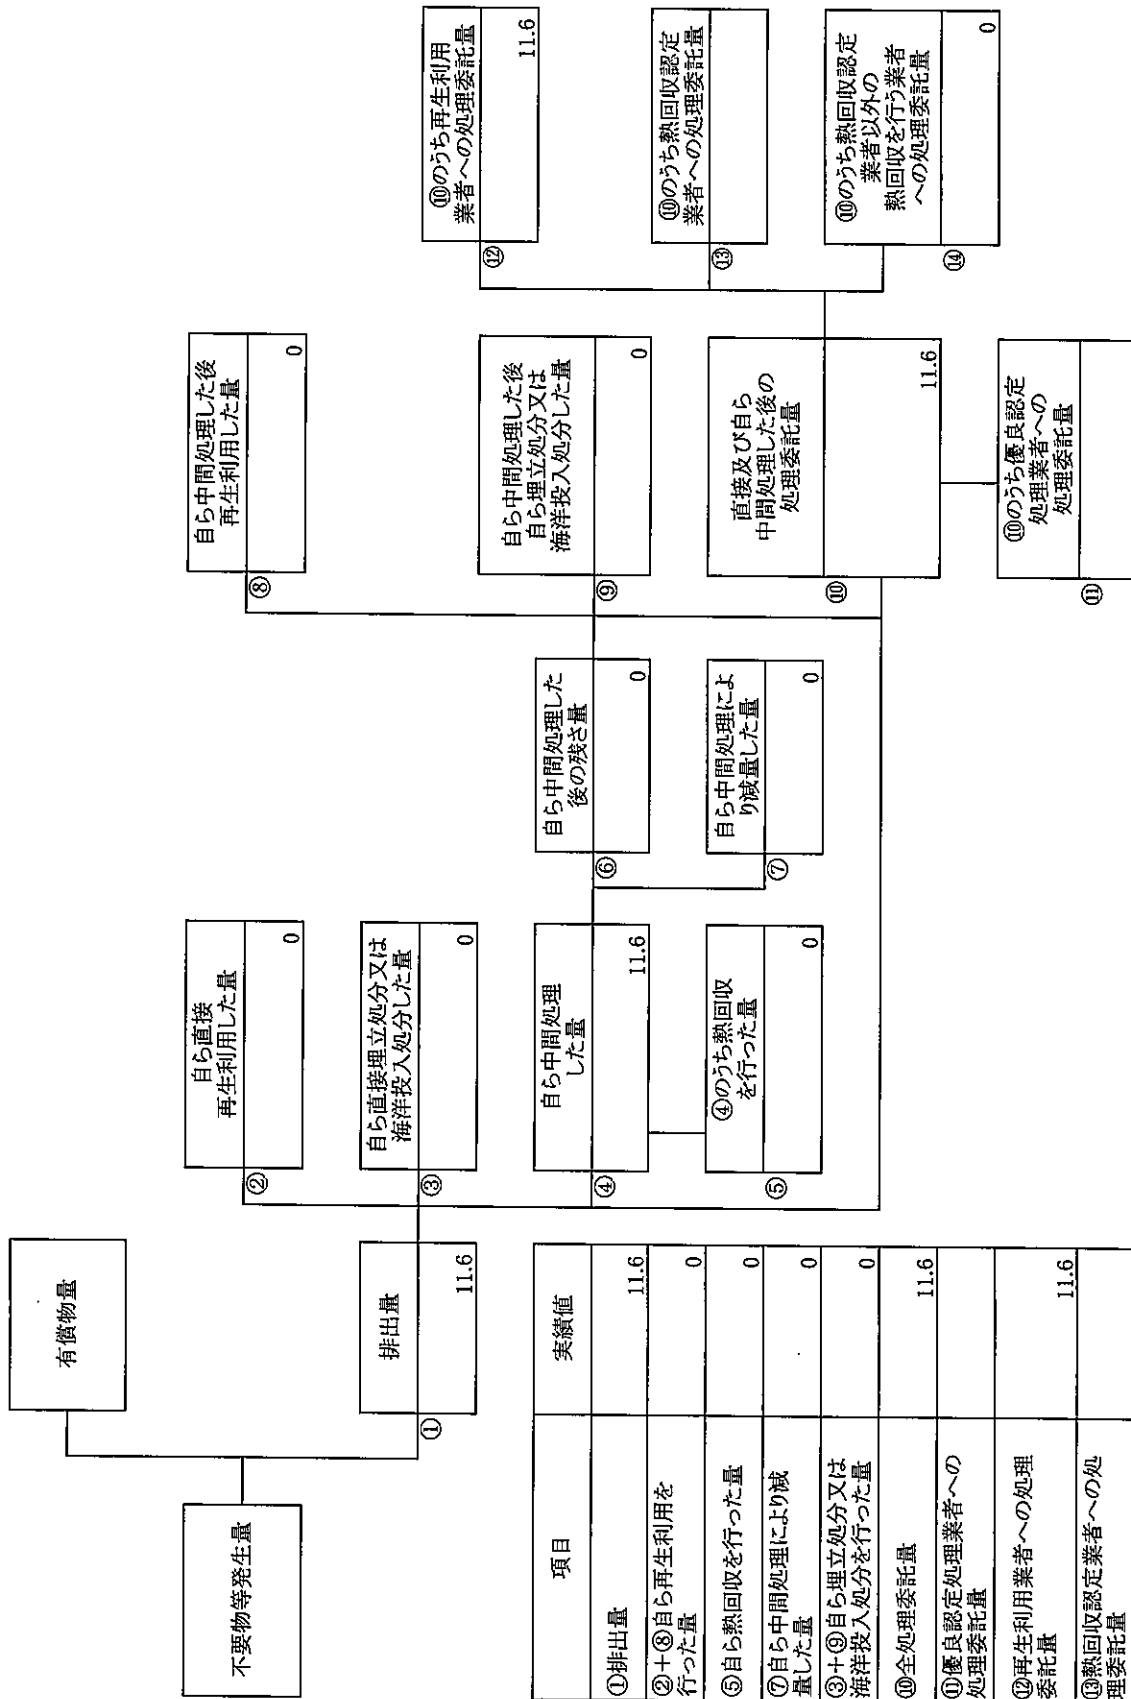 不要物等発生量
有償物量
①
排出量
11.6
②
自ら直接
再生利用した量
0
③
自ら直接埋立処分又は
海洋投入処分した量
0
④
自ら中間処理
した量
11.6
⑤
④のうち熱回収
を行った量
0
⑥
自ら中間処理した
後の残さ量
0
⑦
自ら中間処理によ
り減量した量
0
⑧
自ら中間処理した後
再生利用した量
0
⑨
自ら中間処理した後
自ら埋立処分又は
海洋投入処分した量
0
⑩
直接及び自ら
中間処理した後の
処理委託量
11.6
⑪
⑩のうち優良認定
処理業者への
処理委託量
⑫
⑩のうち再生利用
業者への処理委託量
11.6
⑬
⑩のうち熱回収認定
業者への処理委託量
⑭
⑩のうち熱回収認定
業者以外の
熱回収を行う業者
への処理委託量
0
項目 実績値
①排出量 11.6
②+⑧自ら再生利用を
行った量 0
⑤自ら熱回収を行った量 0
⑦自ら中間処理により減
量した量 0
③+⑨自ら埋立処分又は
海洋投入処分を行った量 0
⑩全処理委託量 11.6
⑪優良認定処理業者への
処理委託量
⑫再生利用業者への処理
委託量 11.6
⑬熱回収認定業者への処
理委託量